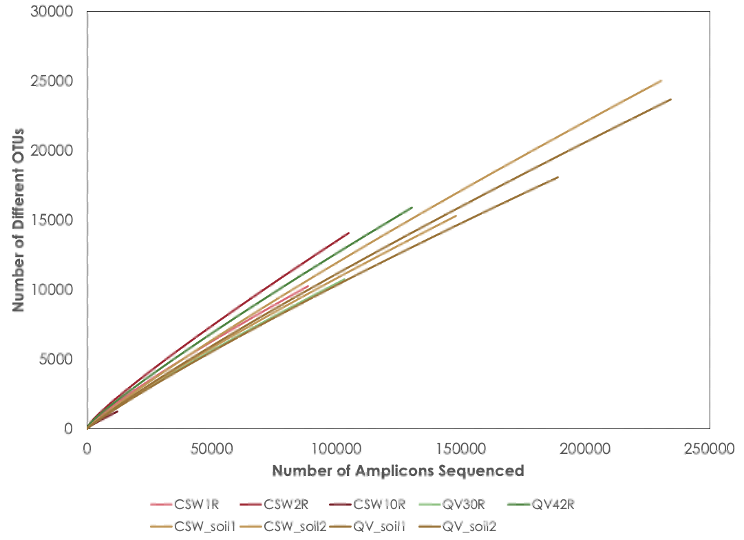 30000
25000
20000
15000
10000
5000
0
Number of Different OTUs
0 50000 100000 150000 200000 250000
Number of Amplicons Sequenced
CSW1R CSW2R CSW10R QV30R QV42R
CSW_soil1 CSW_soil2 QV_soil1 QV_soil2